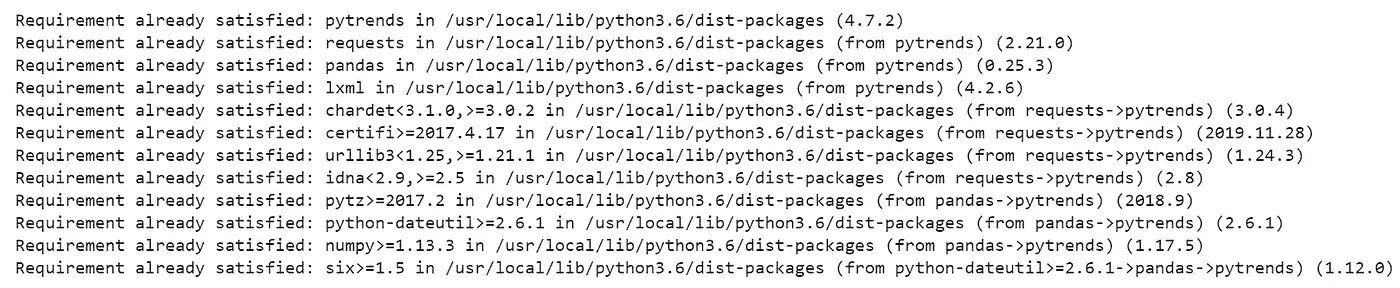 Requirement already satisfied: pytrends in /usr/local/lib/python3.6/dist-packages (4.7.2)
Requirement already satisfied: requests in /usr/local/lib/python3.6/dist-packages (from pytrends) (2.21.0)
Requirement already satisfied: pandas in /usr/local/lib/python3.6/dist-packages (from pytrends) (0.25.3)
Requirement already satisfied: lxml in /usr/local/lib/python3.6/dist-packages (from pytrends) (4.2.6)
Requirement already satisfied: chardet<3.1.0,>=3.0.2 in /usr/local/lib/python3.6/dist-packages (from requests->pytrends) (3.0.4)
Requirement already satisfied: certifi>=2017.4.17 in /usr/local/lib/python3.6/dist-packages (from requests->pytrends) (2019.11.28)
Requirement already satisfied: urllib3<1.25,>=1.21.1 in /usr/local/lib/python3.6/dist-packages (from requests->pytrends) (1.24.3)
Requirement already satisfied: idna<2.9,>=2.5 in /usr/local/lib/python3.6/dist-packages (from requests->pytrends) (2.8)
Requirement already satisfied: pytz>=2017.2 in /usr/local/lib/python3.6/dist-packages (from pandas->pytrends) (2018.9)
Requirement already satisfied: python-dateutil>=2.6.1 in /usr/local/lib/python3.6/dist-packages (from pandas->pytrends) (2.6.1)
Requirement already satisfied: numpy>=1.13.3 in /usr/local/lib/python3.6/dist-packages (from pandas->pytrends) (1.17.5)
Requirement already satisfied: six>=1.5 in /usr/local/lib/python3.6/dist-packages (from python-dateutil>=2.6.1->pandas->pytrends) (1.12.0)